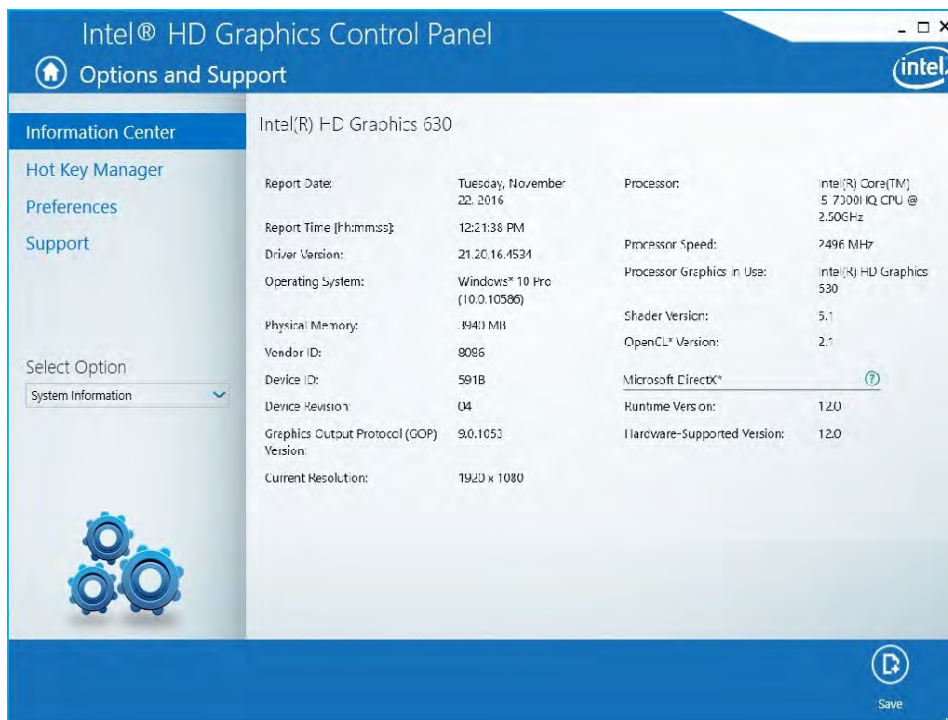 Intel® HD Graphics Control Panel
Options and Support
intel
Information Center
Hot Key Manager
Preferences
Support
Select Option
System Information
Intel(R) HD Graphics 630
Report Date:
Tuesday, November
22, 2016
Report Time [hh:mm:ss]:
12:21:38 PM
Driver Version:
21.20.16.4534
Operating System:
Windows* 10 Pro
(10.0.10586)
Physical Memory:
3940 MB
Vendor ID:
8086
Device ID:
591B
Device Revision:
04
Graphics Output Protocol (GOP)
Version:
9.0.1053
Current Resolution:
1920 x 1080
Processor:
Intel(R) Core(TM)
i5-7300HQ CPU @
2.50GHz
Processor Speed:
2496 MHz
Processor Graphics in Use:
Intel(R) HD Graphics
630
Shader Version:
5.1
OpenCL* Version:
2.1
Microsoft DirectX*
?
Runtime Version:
12.0
Hardware-Supported Version:
12.0
Save